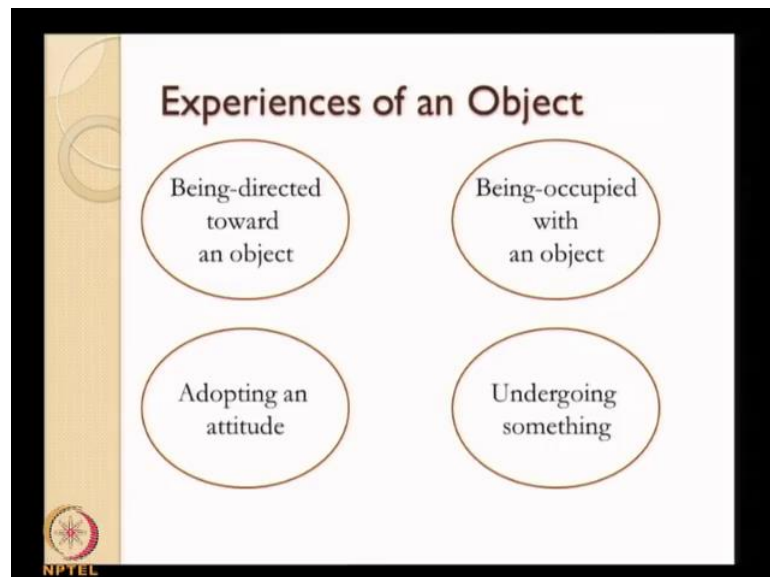 Experiences of an Object
Being-directed
toward
an object
Being-occupied
with
an object
Adopting an
attitude
Undergoing
something
NPTEL